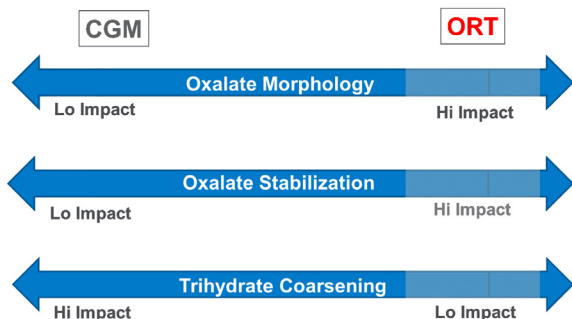 CGM
ORT
Oxalate Morphology
Lo Impact
Hi Impact
Oxalate Stabilization
Lo Impact
Hi Impact
Trihydrate Coarsening
Hi Impact
Lo Impact